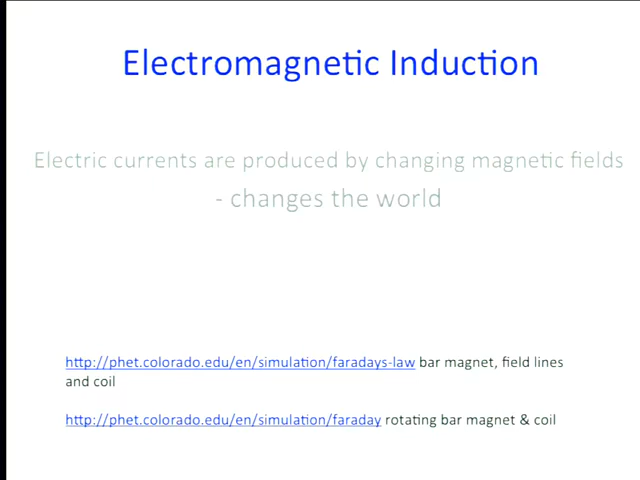 Electromagnetic Induction
Electric currents are produced by changing magnetic fields
- changes the world
http://phet.colorado.edu/en/simulation/faradays-law bar magnet, field lines
and coil
http://phet.colorado.edu/en/simulation/faraday rotating bar magnet & coil